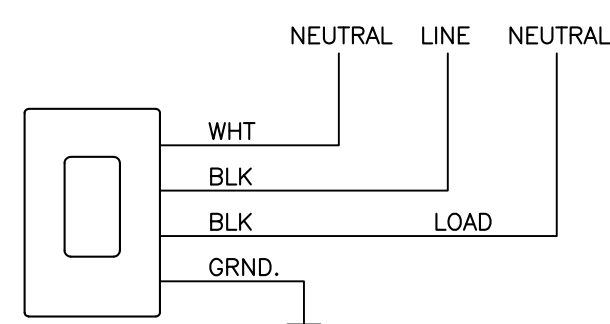 NEUTRAL LINE NEUTRAL
WHT
BLK
BLK LOAD
GRND.